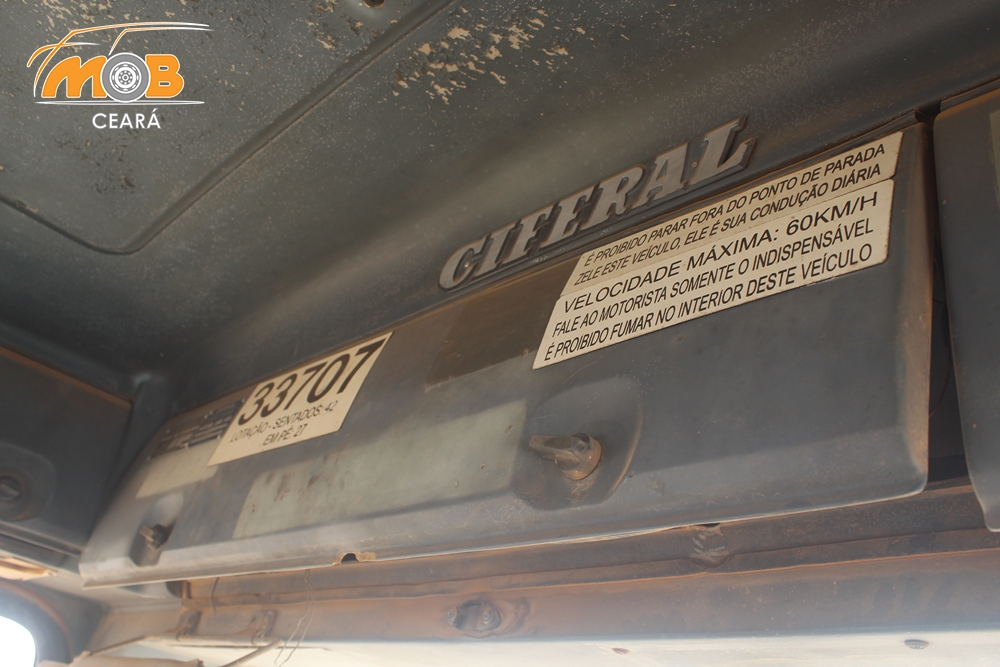 MOB
CEARÁ
CIFERAL
É PROIBIDO PARAR FORA DO PONTO DE PARADA
ZELE ESTE VEÍCULO, ELE É SUA CONDUÇÃO DIÁRIA
VELOCIDADE MÁXIMA: 60KM/H
FALE AO MOTORISTA SOMENTE O INDISPENSÁVEL
É PROIBIDO FUMAR NO INTERIOR DESTE VEÍCULO
33707
LOTAÇÃO - SENTADOS: 42
EM PÉ: 27